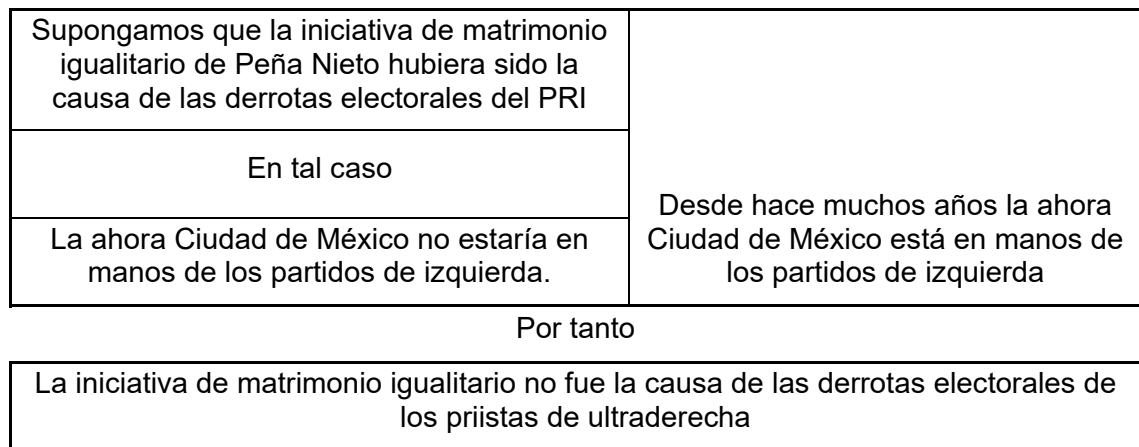 Supongamos que la iniciativa de matrimonio
igualitario de Peña Nieto hubiera sido la
causa de las derrotas electorales del PRI
En tal caso
La ahora Ciudad de México no estaría en
manos de los partidos de izquierda.
Desde hace muchos años la ahora
Ciudad de México está en manos de
los partidos de izquierda
Por tanto
La iniciativa de matrimonio igualitario no fue la causa de las derrotas electorales de
los priistas de ultraderecha